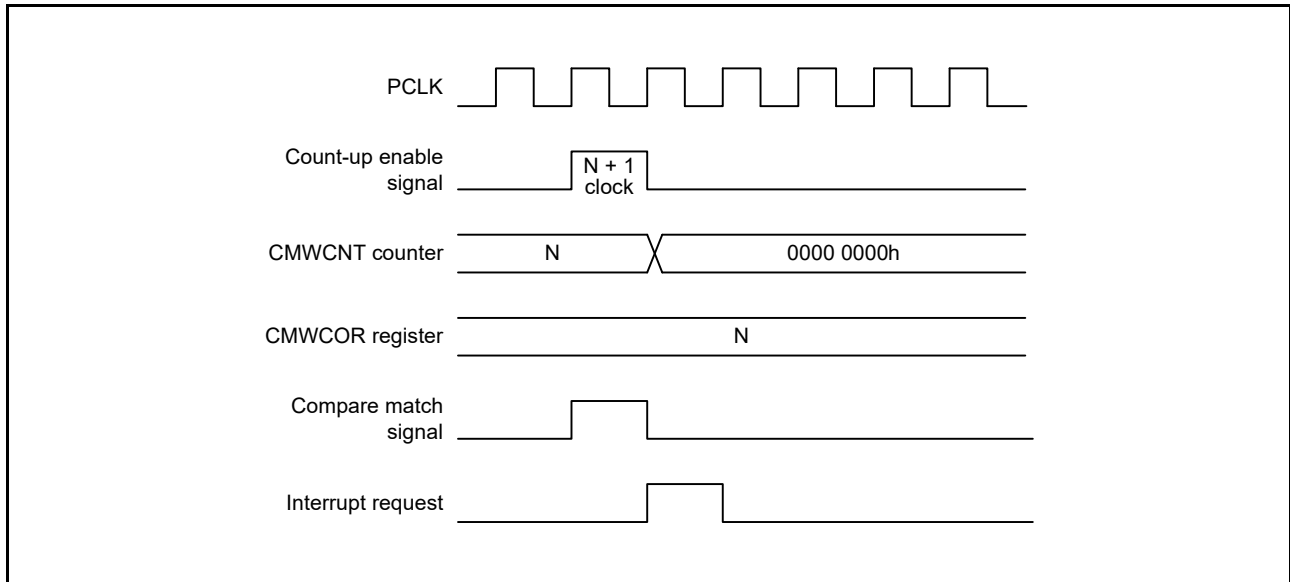 PCLK
Count-up enable
signal
N + 1
clock
CMWCNT counter
N
0000 0000h
CMWCOR register
N
Compare match
signal
Interrupt request